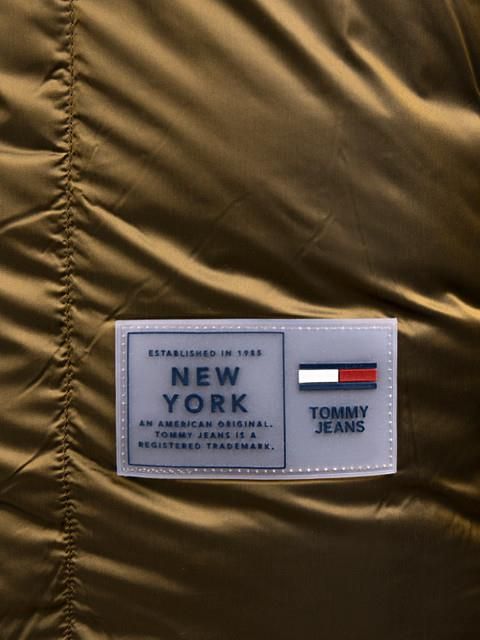 ESTABLISHED IN 1985
NEW
YORK
AN AMERICAN ORIGINAL.
TOMMY JEANS IS A
REGISTERED TRADEMARK.
TOMMY
JEANS